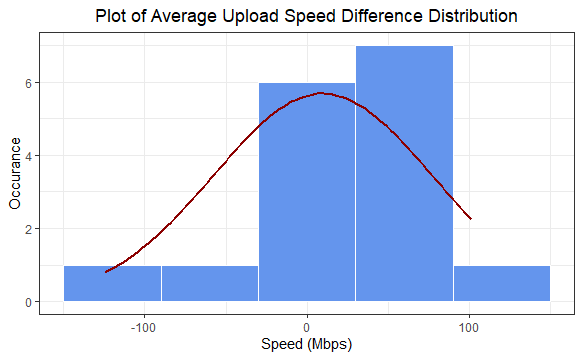 Plot of Average Upload Speed Difference Distribution
Occurance
6
4
2
0
-100 0 100
Speed (Mbps)